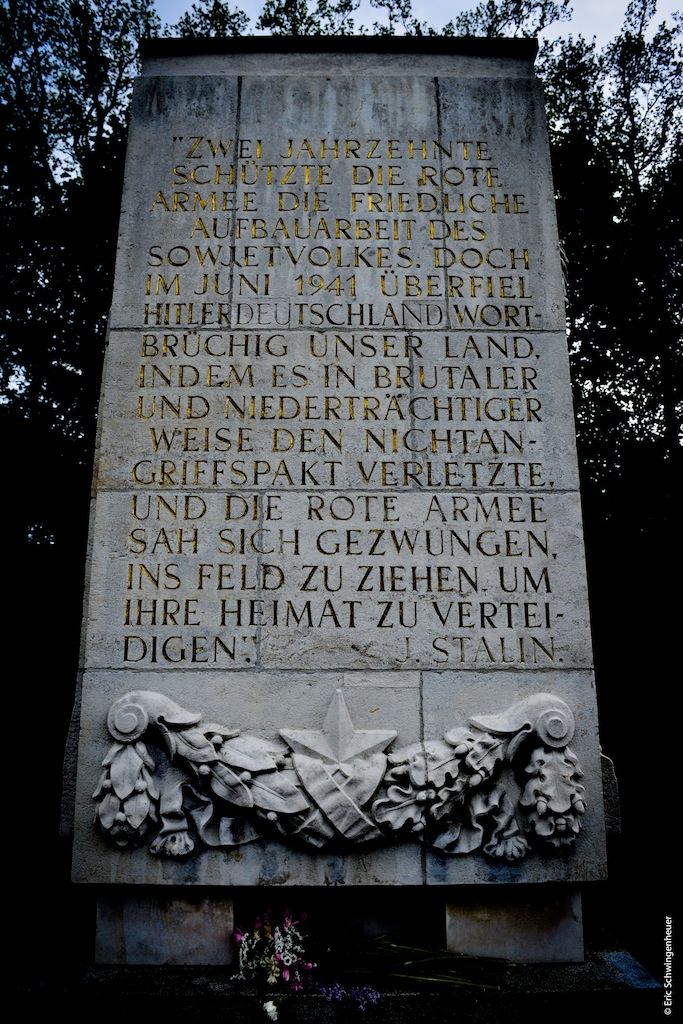 "ZWEI JAHRZEHNTE
SCHÜTZTE DIE ROTE
ARMEE DIE FRIEDLICHE
AUFBAUARBEIT DES
SOWJETVOLKES. DOCH
IM JUNI 1941 ÜBERFIEL
HITLERDEUTSCHLAND WORT-
BRÜCHIG UNSER LAND,
INDEM ES IN BRUTALER
UND NIEDERTRÄCHTIGER
WEISE DEN NICHTAN-
GRIFFSPAKT VERLETZTE,
UND DIE ROTE ARMEE
SAH SICH GEZWUNGEN,
INS FELD ZU ZIEHEN, UM
IHRE HEIMAT ZU VERTEI-
DIGEN". J. STALIN.
© Eric Schwingenheuer